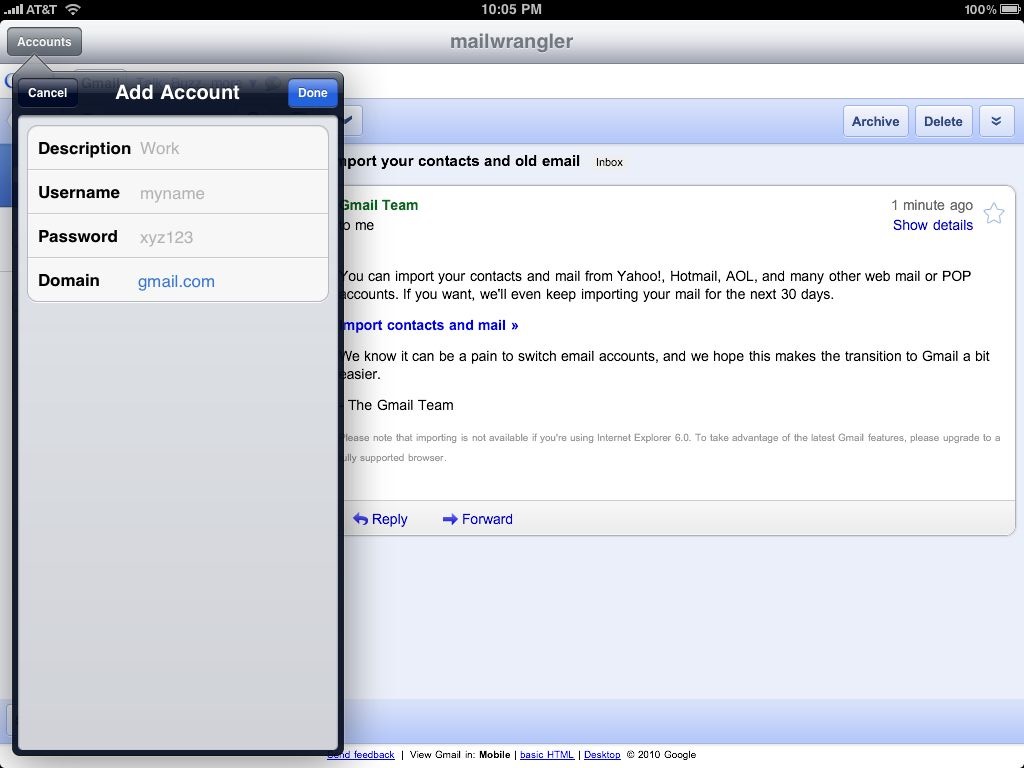 AT&T 10:05 PM 100%
Accounts mailwrangler
Cancel Add Account Done
Description Work
Username myname
Password xyz123
Domain gmail.com
Gmail
Archive Delete
mport your contacts and old email Inbox
Gmail Team 1 minute ago
o me Show details
You can import your contacts and mail from Yahoo!, Hotmail, AOL, and many other web mail or POP
accounts. If you want, we'll even keep importing your mail for the next 30 days.
mport contacts and mail »
We know it can be a pain to switch email accounts, and we hope this makes the transition to Gmail a bit
easier.
- The Gmail Team
Please note that importing is not available if you're using Internet Explorer 6.0. To take advantage of the latest Gmail features, please upgrade to a
ully supported browser.
Reply Forward
Send feedback | View Gmail in: Mobile | basic HTML | Desktop © 2010 Google